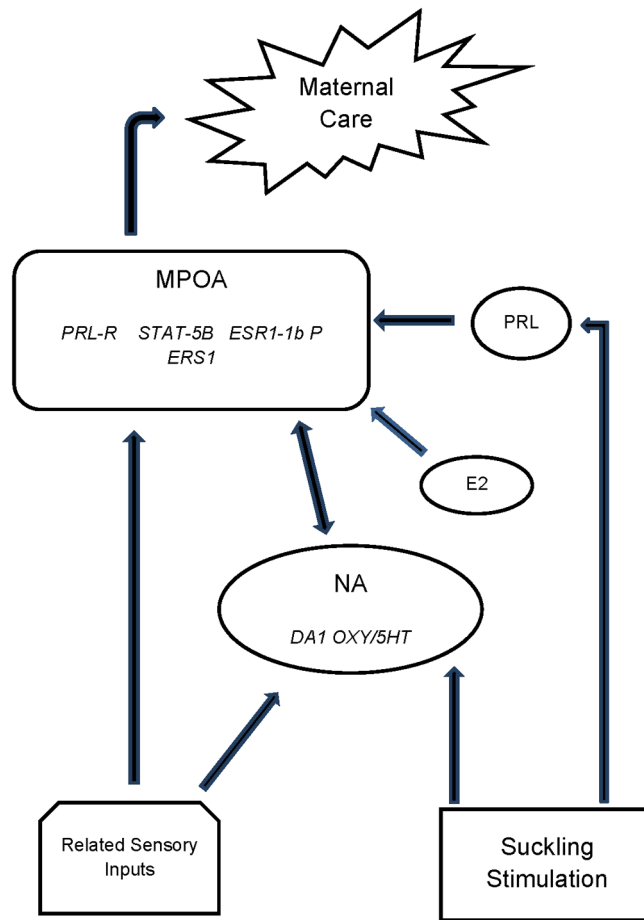 Maternal
Care
MPOA
PRL-R STAT-5B ESR1-1b P
ERS1
PRL
E2
NA
DA1 OXY/5HT
Related Sensory
Inputs
Suckling
Stimulation